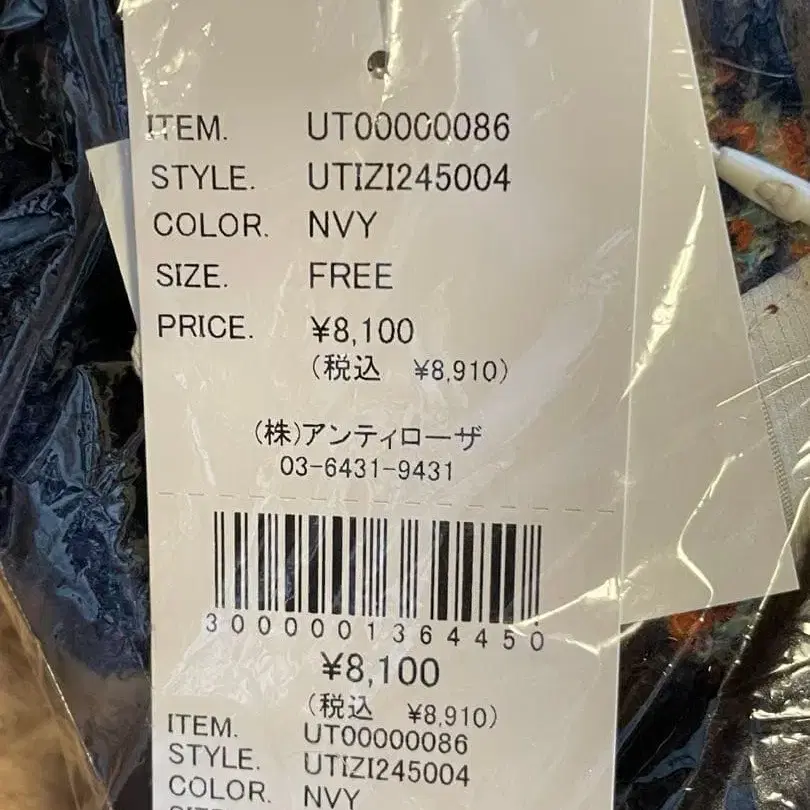 ITEM. UT00000086
STYLE. UTIZI245004
COLOR. NVY
SIZE. FREE
PRICE. ¥8,100
(税込 ¥8,910)
(株)アンティローザ
03-6431-9431
3000001364450
¥8,100
(税込 ¥8,910)
ITEM. UT00000086
STYLE. UTIZI245004
COLOR. NVY